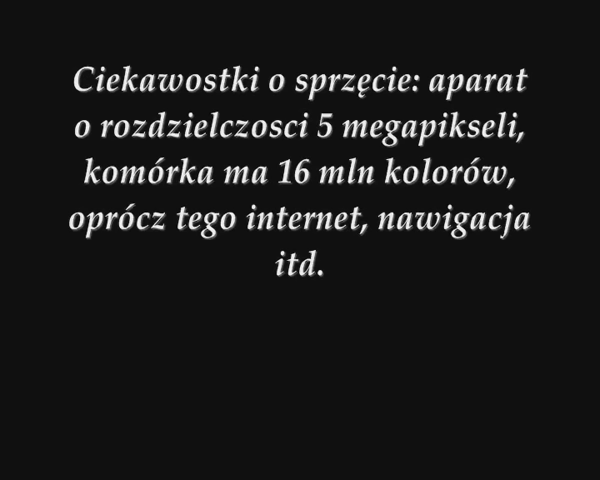 Ciekawostki o sprzęcie: aparat
o rozdzielczosci 5 megapikseli,
komórka ma 16 mln kolorów,
oprócz tego internet, nawigacja
itd.